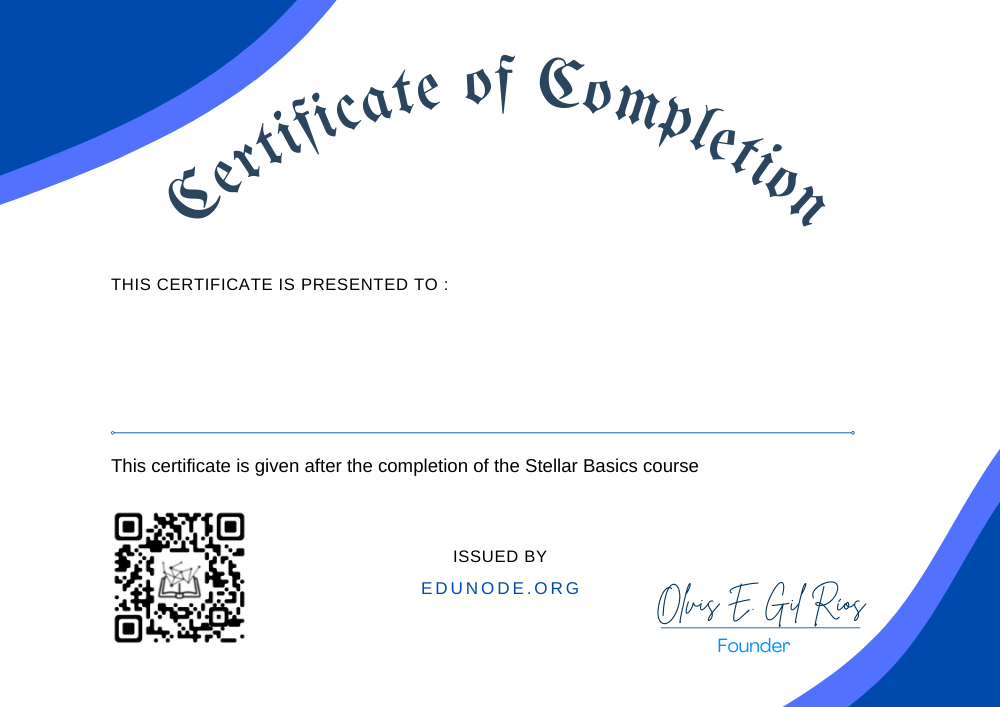 Certificate of Completion
THIS CERTIFICATE IS PRESENTED TO :
This certificate is given after the completion of the Stellar Basics course
ISSUED BY
EDUNODE.ORG
Olvis E. Gil Ríos
Founder